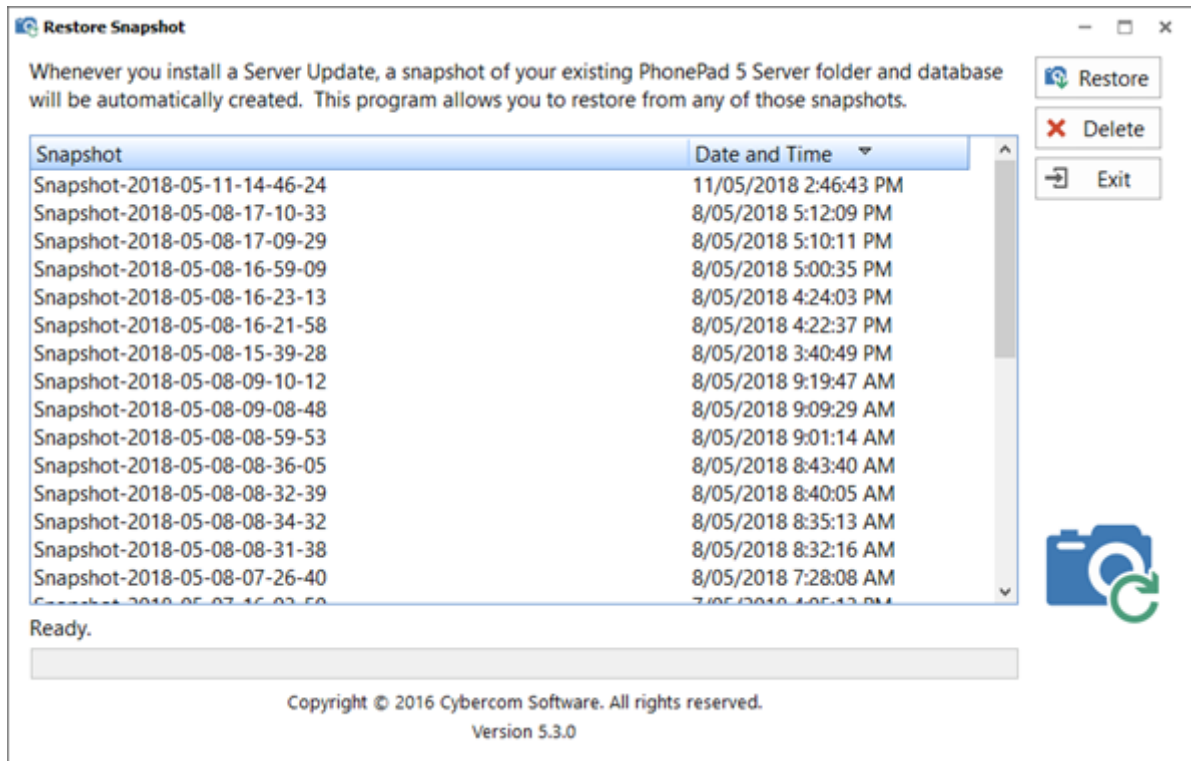 Restore Snapshot
Whenever you install a Server Update, a snapshot of your existing PhonePad 5 Server folder and database
will be automatically created.  This program allows you to restore from any of those snapshots.
Restore
Delete
Exit
Snapshot Date and Time
Snapshot-2018-05-11-14-46-24 11/05/2018 2:46:43 PM
Snapshot-2018-05-08-17-10-33 8/05/2018 5:12:09 PM
Snapshot-2018-05-08-17-09-29 8/05/2018 5:10:11 PM
Snapshot-2018-05-08-16-59-09 8/05/2018 5:00:35 PM
Snapshot-2018-05-08-16-23-13 8/05/2018 4:24:03 PM
Snapshot-2018-05-08-16-21-58 8/05/2018 4:22:37 PM
Snapshot-2018-05-08-15-39-28 8/05/2018 3:40:49 PM
Snapshot-2018-05-08-09-10-12 8/05/2018 9:19:47 AM
Snapshot-2018-05-08-09-08-48 8/05/2018 9:09:29 AM
Snapshot-2018-05-08-08-59-53 8/05/2018 9:01:14 AM
Snapshot-2018-05-08-08-36-05 8/05/2018 8:43:40 AM
Snapshot-2018-05-08-08-32-39 8/05/2018 8:40:05 AM
Snapshot-2018-05-08-08-34-32 8/05/2018 8:35:13 AM
Snapshot-2018-05-08-08-31-38 8/05/2018 8:32:16 AM
Snapshot-2018-05-08-07-26-40 8/05/2018 7:28:08 AM
Ready.
Copyright © 2016 Cybercom Software. All rights reserved.
Version 5.3.0